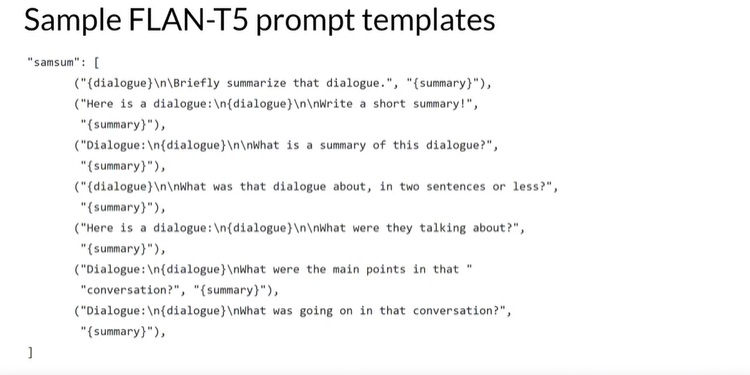 Sample FLAN-T5 prompt templates
"samsum": [
("{dialogue}\n\Briefly summarize that dialogue.", "{summary}"),
("Here is a dialogue:\n{dialogue}\n\nWrite a short summary!",
"{summary}"),
("Dialogue:\n{dialogue}\n\nWhat is a summary of this dialogue?",
"{summary}"),
("{dialogue}\n\nWhat was that dialogue about, in two sentences or less?",
"{summary}"),
("Here is a dialogue:\n{dialogue}\n\nWhat were they talking about?",
"{summary}"),
("Dialogue:\n{dialogue}\nWhat were the main points in that "
"conversation?", "{summary}"),
("Dialogue:\n{dialogue}\nWhat was going on in that conversation?",
"{summary}"),
]